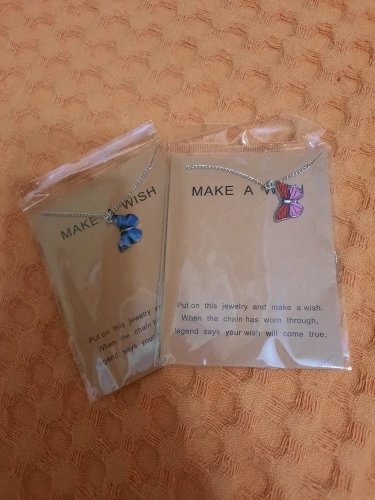 MAKE A WISH
Put on this jewelry
When the chain has
legend says your
MAKE A
Put on this jewelry and make a wish.
When the chain has worn through,
legend says your wish will come true.